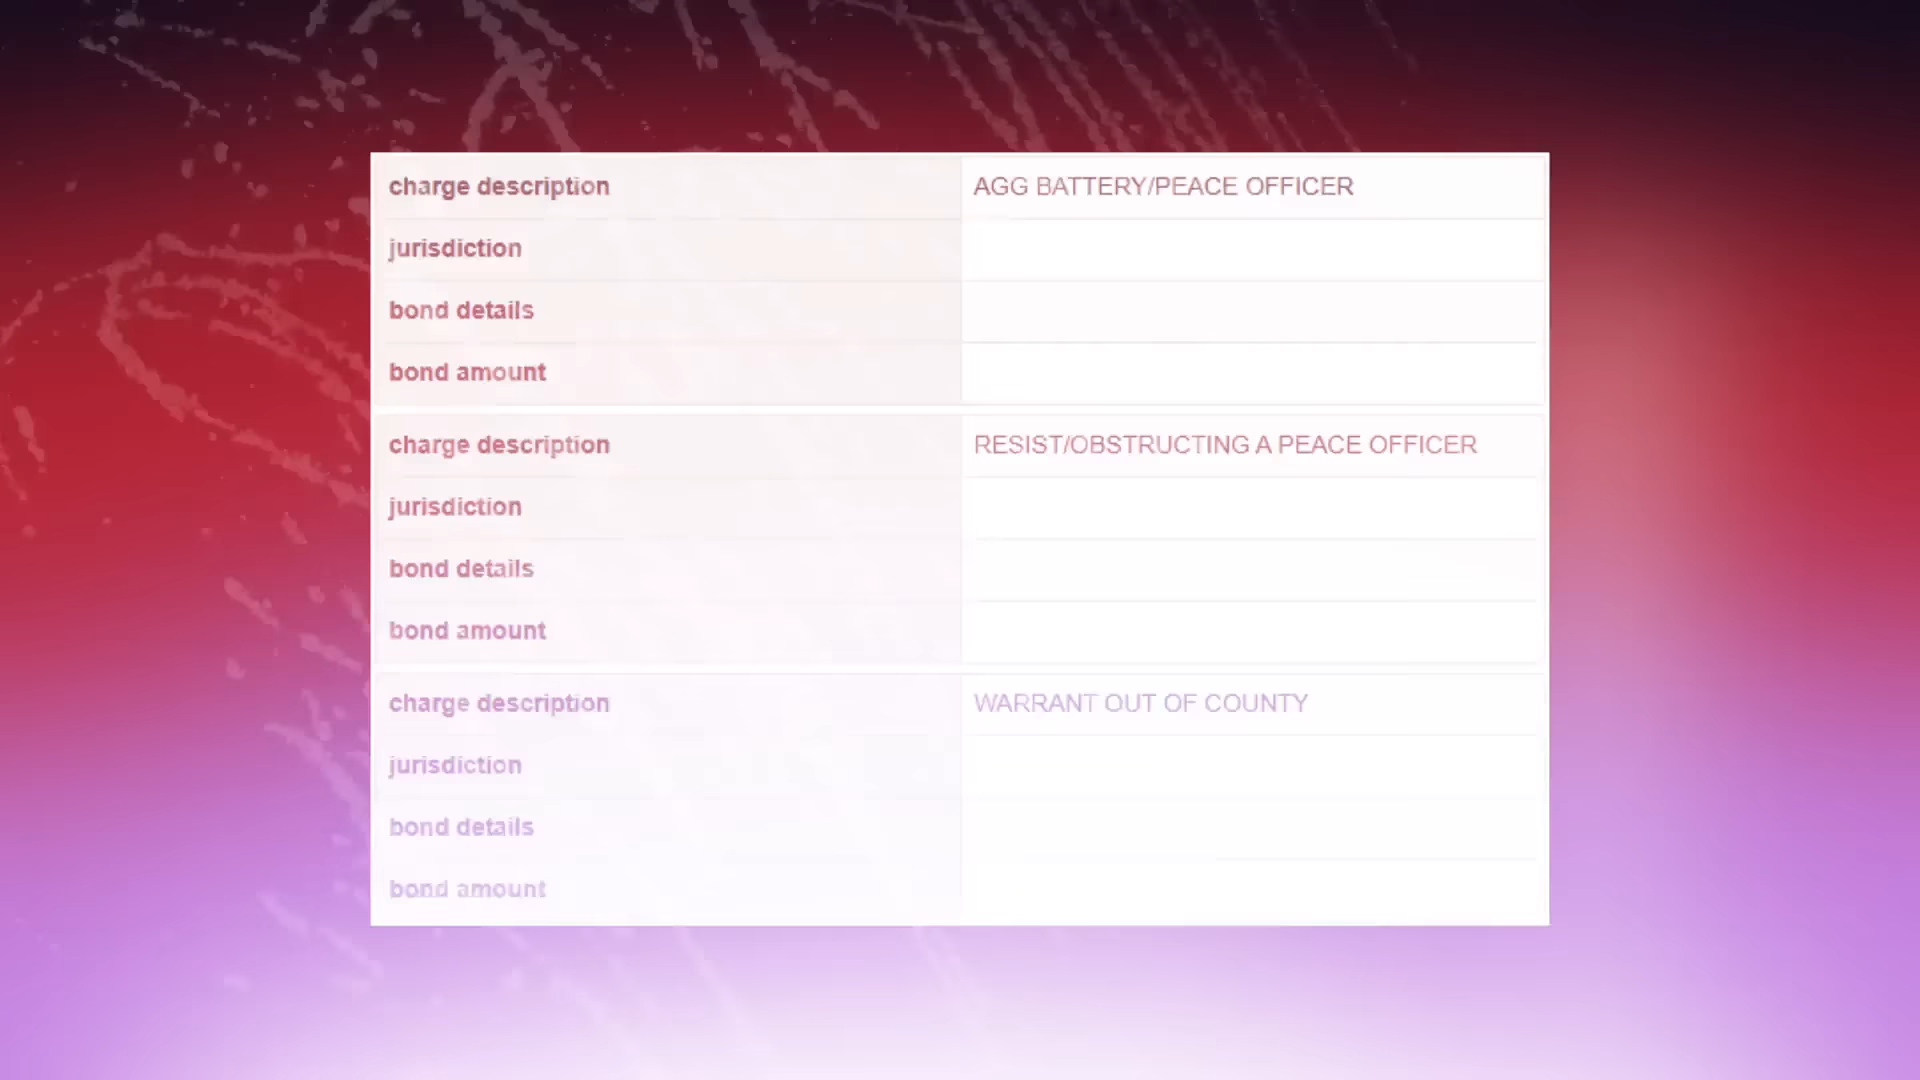 charge description AGG BATTERY/PEACE OFFICER
jurisdiction
bond details
bond amount
charge description RESIST/OBSTRUCTING A PEACE OFFICER
jurisdiction
bond details
bond amount
charge description WARRANT OUT OF COUNTY
jurisdiction
bond details
bond amount